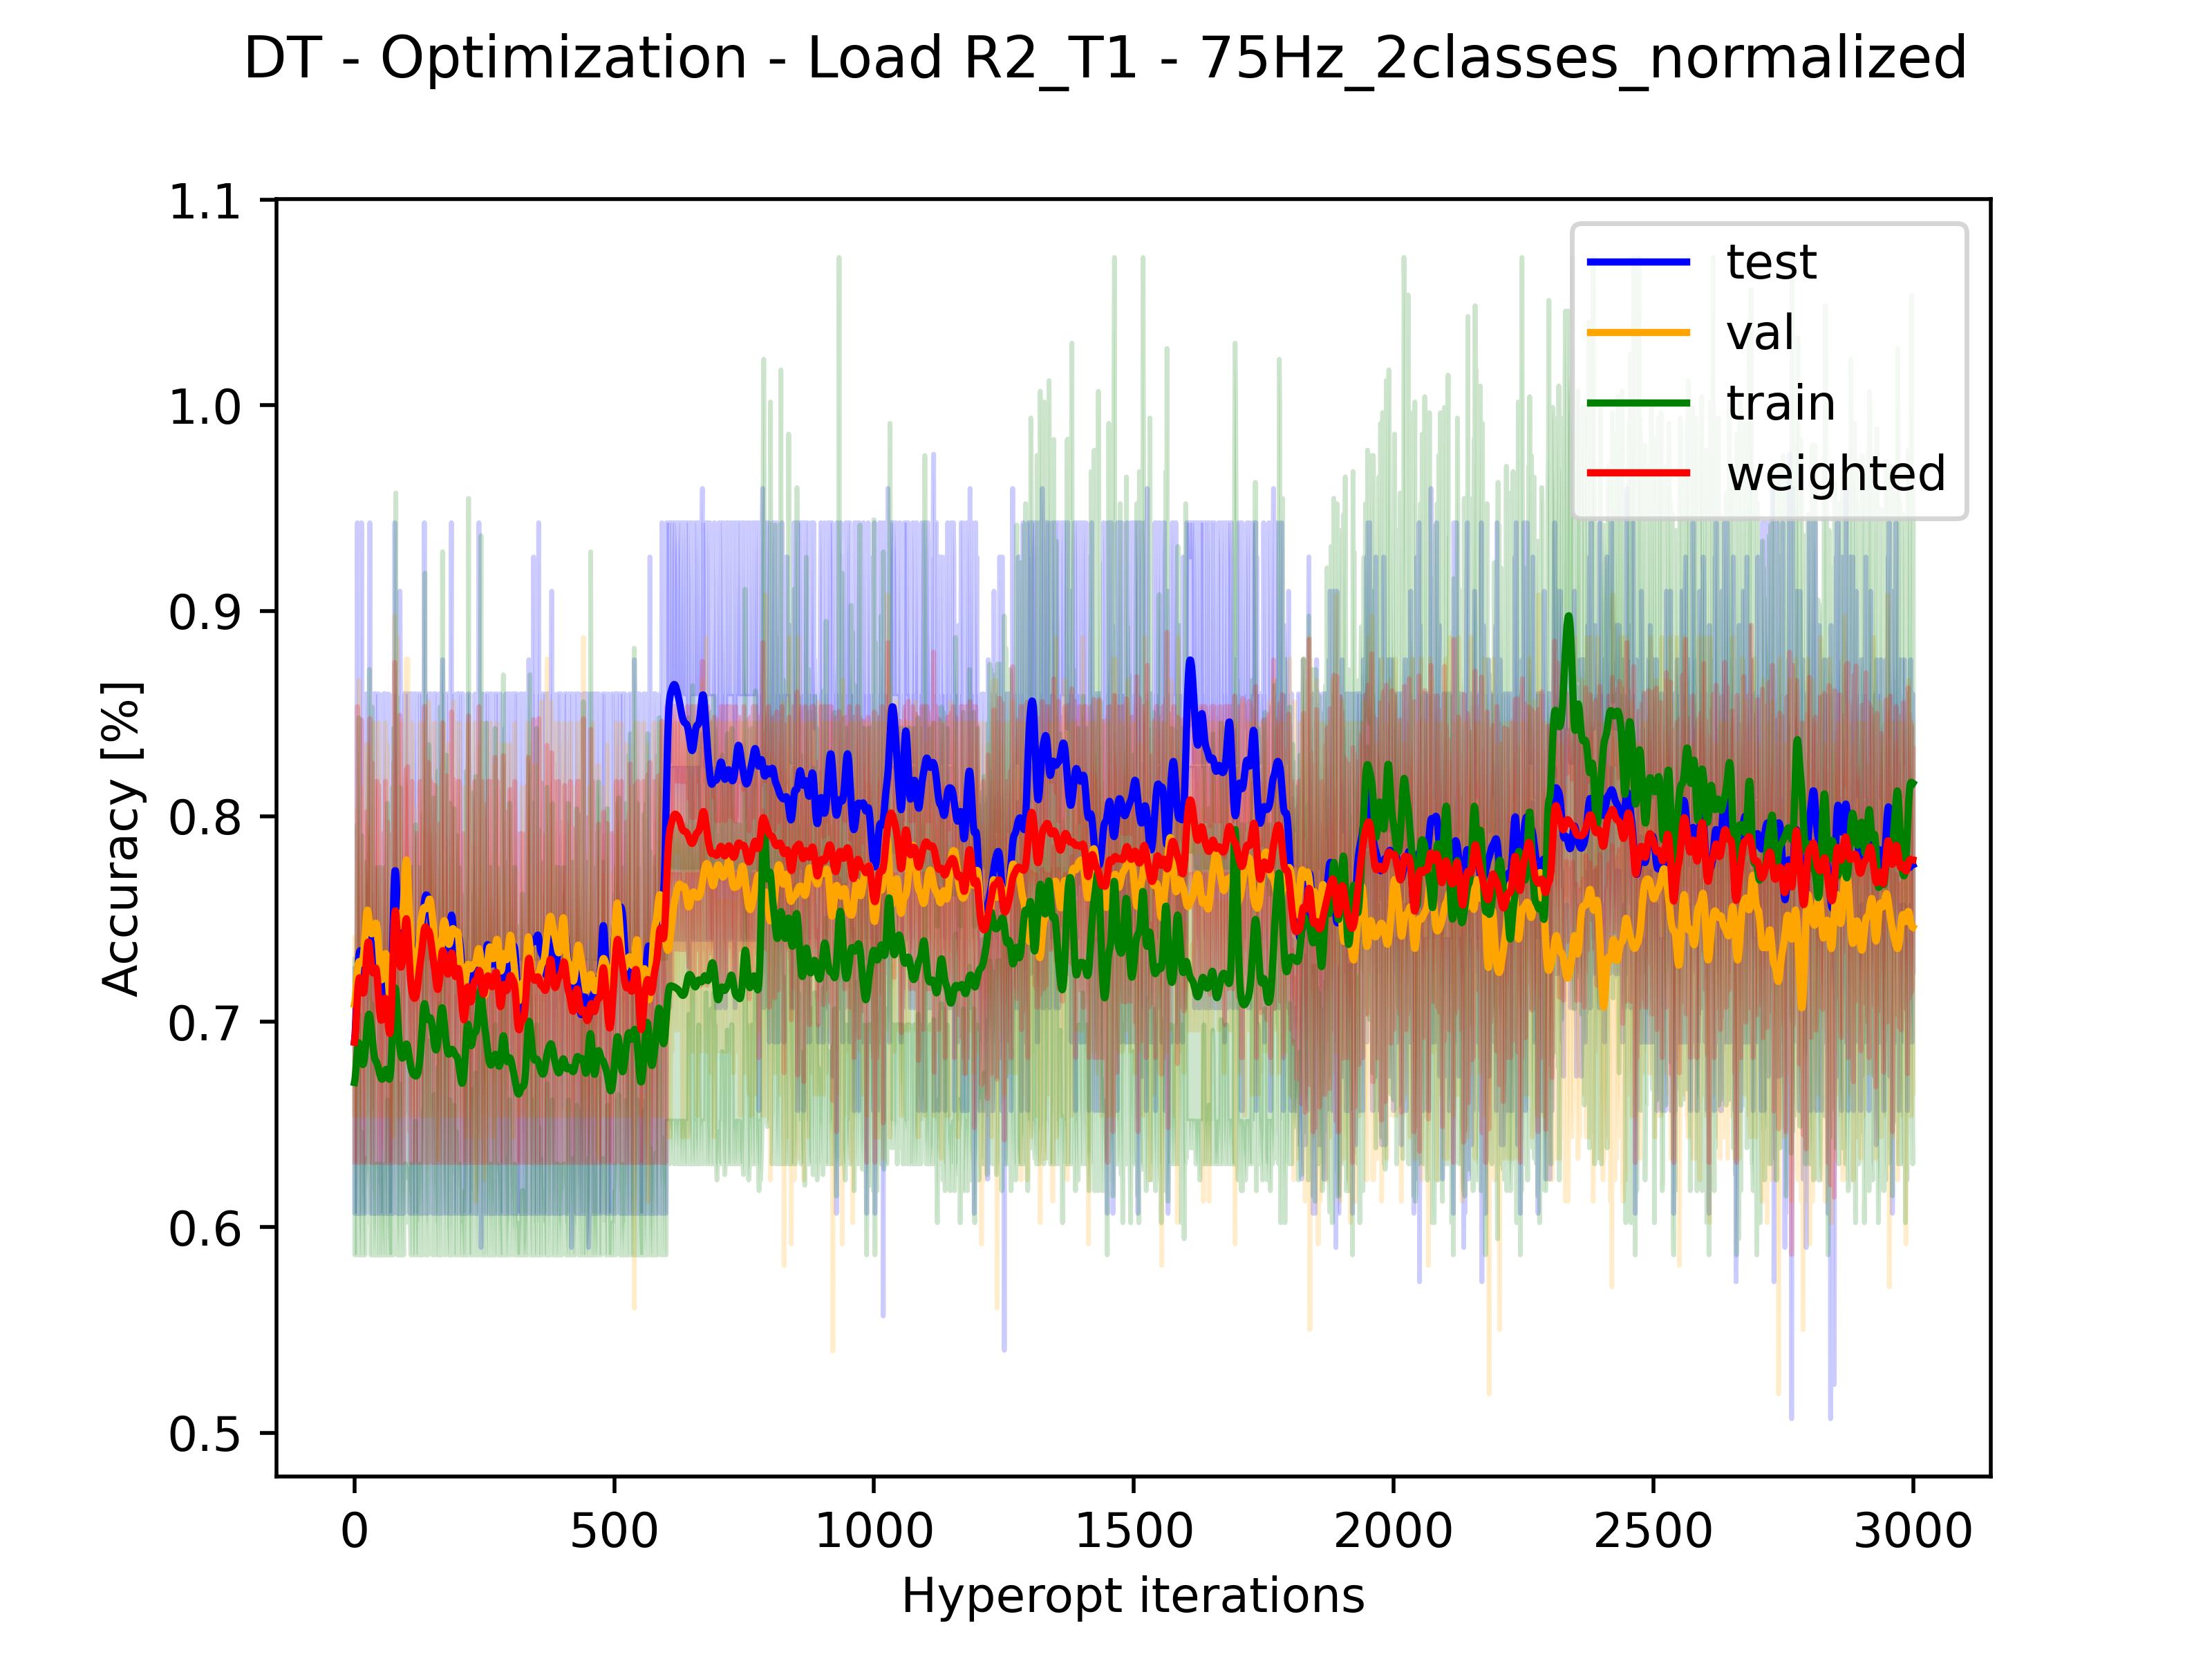 DT - Optimization - Load R2_T1 - 75Hz_2classes_normalized
1.1
1.0
0.9
0.8
0.7
0.6
0.5
Accuracy [%]
test
val
train
weighted
0 500 1000 1500 2000 2500 3000
Hyperopt iterations